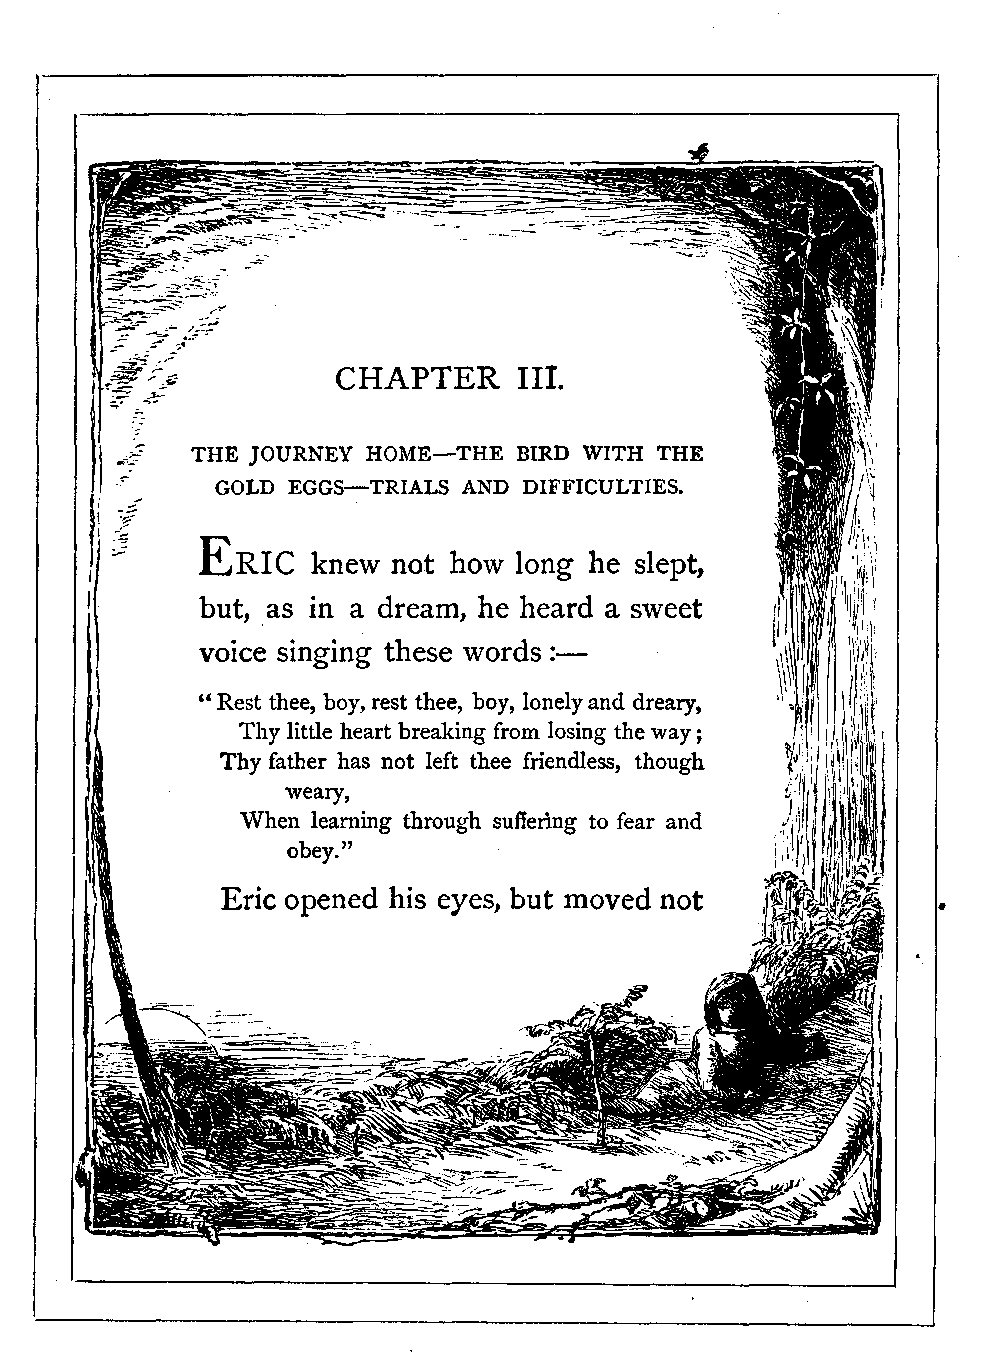 CHAPTER III.
THE JOURNEY HOME—THE BIRD WITH THE
GOLD EGGS—TRIALS AND DIFFICULTIES.
ERIC knew not how long he slept,
but, as in a dream, he heard a sweet
voice singing these words :—
“Rest thee, boy, rest thee, boy, lonely and dreary,
Thy little heart breaking from losing the way ;
Thy father has not left thee friendless, though
weary,
When learning through suffering to fear and
obey.”
Eric opened his eyes, but moved not